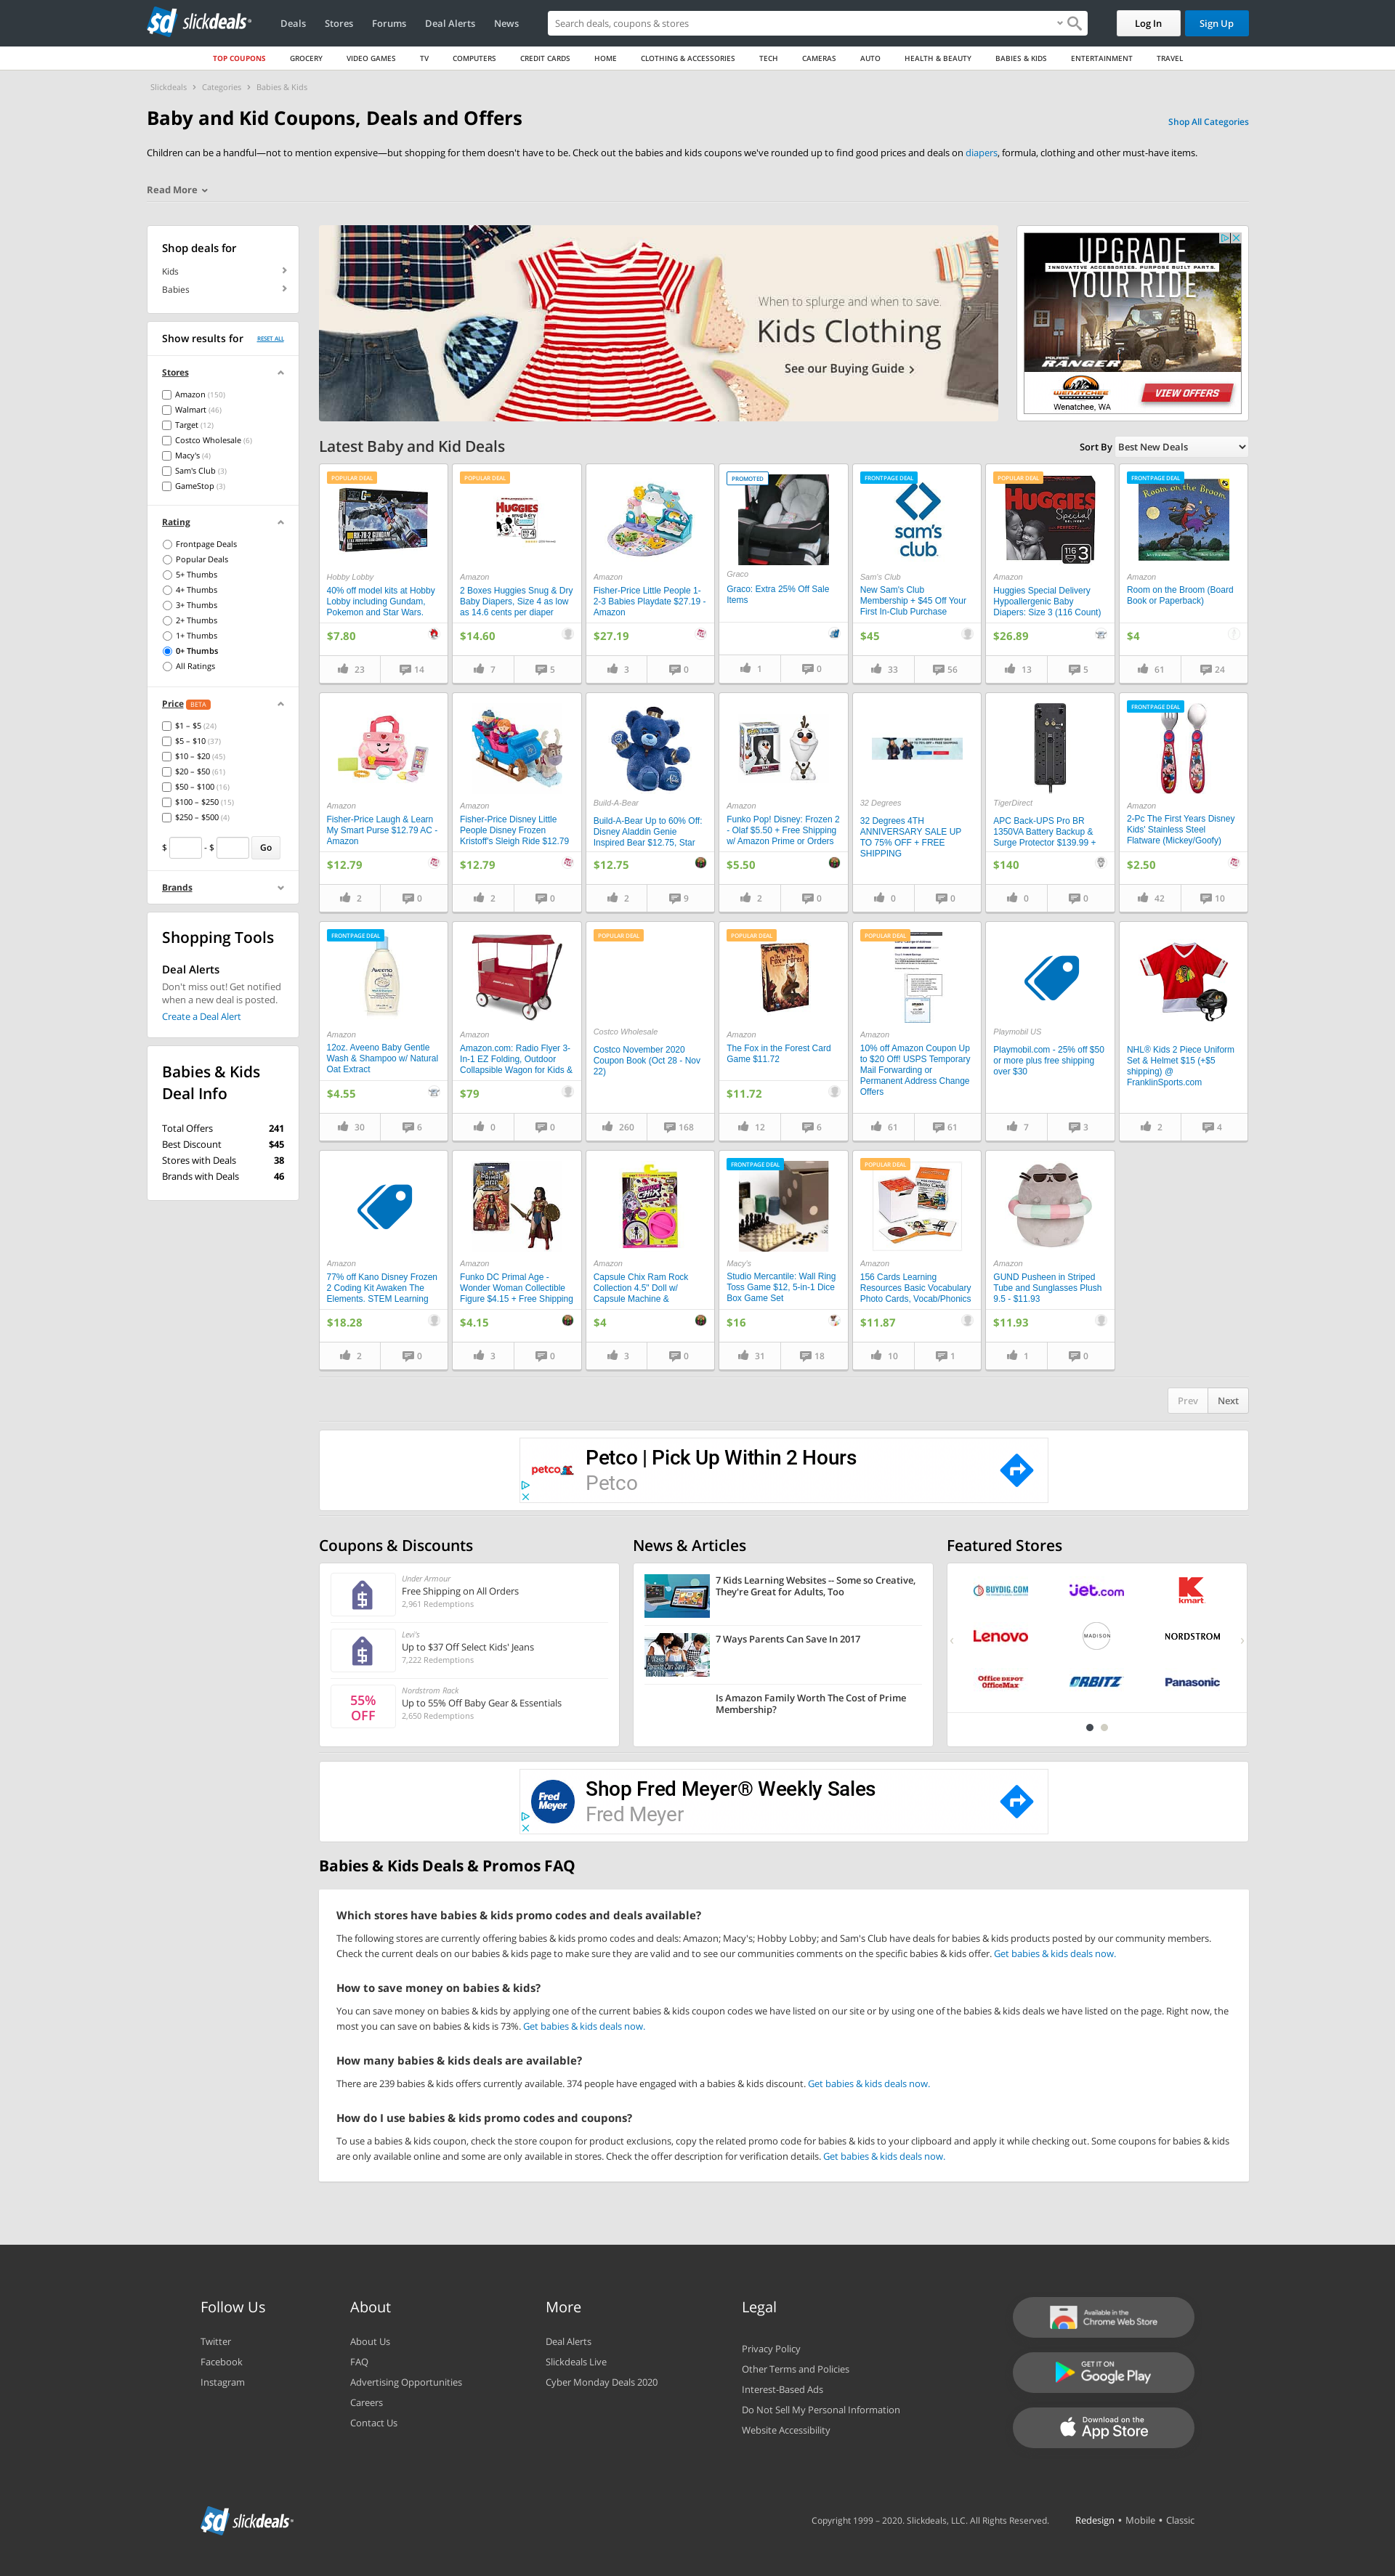 sd slickdeals
Deals Stores Forums Deal Alerts News
Search deals, coupons & stores
Log In Sign Up
TOP COUPONS GROCERY VIDEO GAMES TV COMPUTERS CREDIT CARDS HOME CLOTHING & ACCESSORIES TECH CAMERAS AUTO HEALTH & BEAUTY BABIES & KIDS ENTERTAINMENT TRAVEL
Slickdeals › Categories › Babies & Kids
Baby and Kid Coupons, Deals and Offers
Shop All Categories
Children can be a handful—not to mention expensive—but shopping for them doesn't have to be. Check out the babies and kids coupons we've rounded up to find good prices and deals on diapers, formula, clothing and other must-have items.
Read More
Shop deals for
Kids
Babies
Show results for RESET ALL
Stores
Amazon (150)
Walmart (46)
Target (12)
Costco Wholesale (6)
Macy's (4)
Sam's Club (3)
GameStop (3)
Rating
Frontpage Deals
Popular Deals
5+ Thumbs
4+ Thumbs
3+ Thumbs
2+ Thumbs
1+ Thumbs
0+ Thumbs
All Ratings
Price BETA
$1 – $5 (24)
$5 – $10 (37)
$10 – $20 (45)
$20 – $50 (61)
$50 – $100 (16)
$100 – $250 (15)
$250 – $500 (4)
$ - $ Go
Brands
Shopping Tools
Deal Alerts
Don't miss out! Get notified
when a new deal is posted.
Create a Deal Alert
Babies & Kids
Deal Info
Total Offers 241
Best Discount $45
Stores with Deals 38
Brands with Deals 46
When to splurge and when to save.
Kids Clothing
See our Buying Guide ›
UPGRADE
INNOVATIVE ACCESSORIES. PURPOSE BUILT PARTS.
YOUR RIDE
POLARIS
RANGER
WENATCHEE
Wenatchee, WA
VIEW OFFERS
Latest Baby and Kid Deals
Sort By Best New Deals
POPULAR DEAL
Hobby Lobby
40% off model kits at Hobby
Lobby including Gundam,
Pokemon and Star Wars.
$7.80
23 14
POPULAR DEAL
HUGGIES
Amazon
2 Boxes Huggies Snug & Dry
Baby Diapers, Size 4 as low
as 14.6 cents per diaper
$14.60
7 5
Amazon
Fisher-Price Little People 1-
2-3 Babies Playdate $27.19 -
Amazon
$27.19
3 0
PROMOTED
Graco
Graco: Extra 25% Off Sale
Items
1 0
FRONTPAGE DEAL
sam's
club
Sam's Club
New Sam's Club
Membership + $45 Off Your
First In-Club Purchase
$45
33 56
POPULAR DEAL
HUGGIES
Special
116 3
Amazon
Huggies Special Delivery
Hypoallergenic Baby
Diapers: Size 3 (116 Count)
$26.89
13 5
FRONTPAGE DEAL
Room on the Broom
Amazon
Room on the Broom (Board
Book or Paperback)
$4
61 24
Amazon
Fisher-Price Laugh & Learn
My Smart Purse $12.79 AC -
Amazon
$12.79
2 0
Amazon
Fisher-Price Disney Little
People Disney Frozen
Kristoff's Sleigh Ride $12.79
$12.79
2 0
Build-A-Bear
Build-A-Bear Up to 60% Off:
Disney Aladdin Genie
Inspired Bear $12.75, Star
$12.75
2 9
Amazon
Funko Pop! Disney: Frozen 2
- Olaf $5.50 + Free Shipping
w/ Amazon Prime or Orders
$5.50
2 0
32 Degrees
32 Degrees 4TH
ANNIVERSARY SALE UP
TO 75% OFF + FREE
SHIPPING
0 0
TigerDirect
APC Back-UPS Pro BR
1350VA Battery Backup &
Surge Protector $139.99 +
$140
0 0
FRONTPAGE DEAL
Amazon
2-Pc The First Years Disney
Kids' Stainless Steel
Flatware (Mickey/Goofy)
$2.50
42 10
FRONTPAGE DEAL
Aveeno
Amazon
12oz. Aveeno Baby Gentle
Wash & Shampoo w/ Natural
Oat Extract
$4.55
30 6
Amazon
Amazon.com: Radio Flyer 3-
In-1 EZ Folding, Outdoor
Collapsible Wagon for Kids &
$79
0 0
POPULAR DEAL
Costco Wholesale
Costco November 2020
Coupon Book (Oct 28 - Nov
22)
260 168
POPULAR DEAL
Fox Forest
Amazon
The Fox in the Forest Card
Game $11.72
$11.72
12 6
POPULAR DEAL
Amazon
10% off Amazon Coupon Up
to $20 Off! USPS Temporary
Mail Forwarding or
Permanent Address Change
Offers
61 61
Playmobil US
Playmobil.com - 25% off $50
or more plus free shipping
over $30
7 3
NHL® Kids 2 Piece Uniform
Set & Helmet $15 (+$5
shipping) @
FranklinSports.com
2 4
Amazon
77% off Kano Disney Frozen
2 Coding Kit Awaken The
Elements. STEM Learning
$18.28
2 0
Amazon
Funko DC Primal Age -
Wonder Woman Collectible
Figure $4.15 + Free Shipping
$4.15
3 0
Amazon
Capsule Chix Ram Rock
Collection 4.5" Doll w/
Capsule Machine &
$4
3 0
FRONTPAGE DEAL
Macy's
Studio Mercantile: Wall Ring
Toss Game $12, 5-in-1 Dice
Box Game Set
$16
31 18
POPULAR DEAL
Photo Cards
Amazon
156 Cards Learning
Resources Basic Vocabulary
Photo Cards, Vocab/Phonics
$11.87
10 1
Amazon
GUND Pusheen in Striped
Tube and Sunglasses Plush
9.5 - $11.93
$11.93
1 0
Prev Next
petco
Petco | Pick Up Within 2 Hours
Petco
Coupons & Discounts
Under Armour
Free Shipping on All Orders
2,961 Redemptions
Levi's
Up to $37 Off Select Kids' Jeans
7,222 Redemptions
55%
OFF
Nordstrom Rack
Up to 55% Off Baby Gear & Essentials
2,650 Redemptions
News & Articles
7 Kids Learning Websites -- Some so Creative,
They're Great for Adults, Too
7 Ways Parents Can Save In 2017
Is Amazon Family Worth The Cost of Prime
Membership?
Featured Stores
BUYDIG.COM Jet.com kmart
Lenovo MADISON NORDSTROM
Office DEPOT
OfficeMax
ORBITZ Panasonic
Fred
Meyer
Shop Fred Meyer® Weekly Sales
Fred Meyer
Babies & Kids Deals & Promos FAQ
Which stores have babies & kids promo codes and deals available?
The following stores are currently offering babies & kids promo codes and deals: Amazon; Macy's; Hobby Lobby; and Sam's Club have deals for babies & kids products posted by our community members.
Check the current deals on our babies & kids page to make sure they are valid and to see our communities comments on the specific babies & kids offer. Get babies & kids deals now.
How to save money on babies & kids?
You can save money on babies & kids by applying one of the current babies & kids coupon codes we have listed on our site or by using one of the babies & kids deals we have listed on the page. Right now, the
most you can save on babies & kids is 73%. Get babies & kids deals now.
How many babies & kids deals are available?
There are 239 babies & kids offers currently available. 374 people have engaged with a babies & kids discount. Get babies & kids deals now.
How do I use babies & kids promo codes and coupons?
To use a babies & kids coupon, check the store coupon for product exclusions, copy the related promo code for babies & kids to your clipboard and apply it while checking out. Some coupons for babies & kids
are only available online and some are only available in stores. Check the offer description for verification details. Get babies & kids deals now.
Follow Us
Twitter
Facebook
Instagram
About
About Us
FAQ
Advertising Opportunities
Careers
Contact Us
More
Deal Alerts
Slickdeals Live
Cyber Monday Deals 2020
Legal
Privacy Policy
Other Terms and Policies
Interest-Based Ads
Do Not Sell My Personal Information
Website Accessibility
Available in the
Chrome Web Store
GET IT ON
Google Play
Download on the
App Store
sd slickdeals
Copyright 1999 – 2020. Slickdeals, LLC. All Rights Reserved.
Redesign • Mobile • Classic